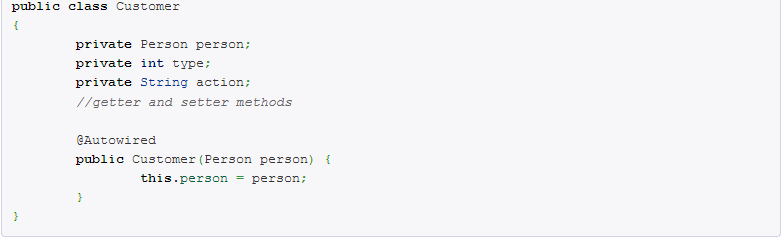 public class Customer
{
private Person person;
private int type;
private String action;
//getter and setter methods
@Autowired
public Customer(Person person) {
this.person = person;
}
}